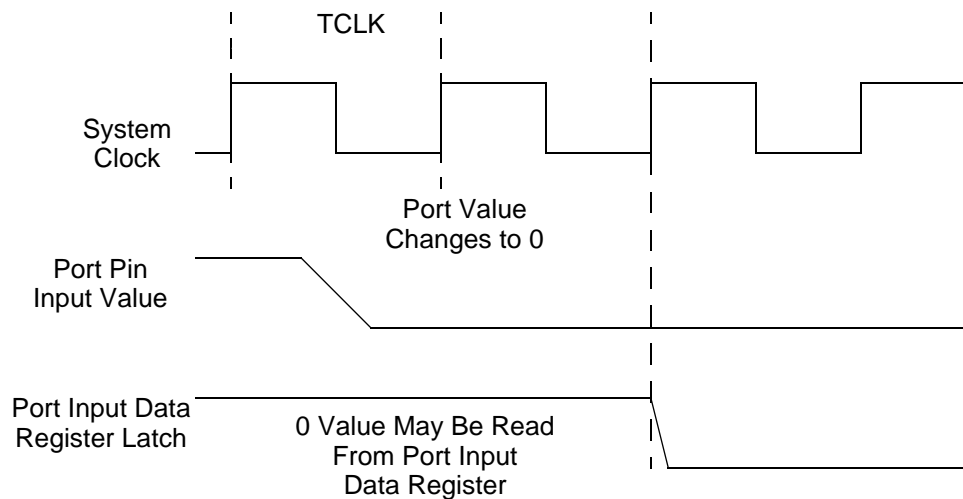 TCLK
System
Clock
Port Value
Changes to 0
Port Pin
Input Value
Port Input Data
Register Latch
0 Value May Be Read
From Port Input
Data Register